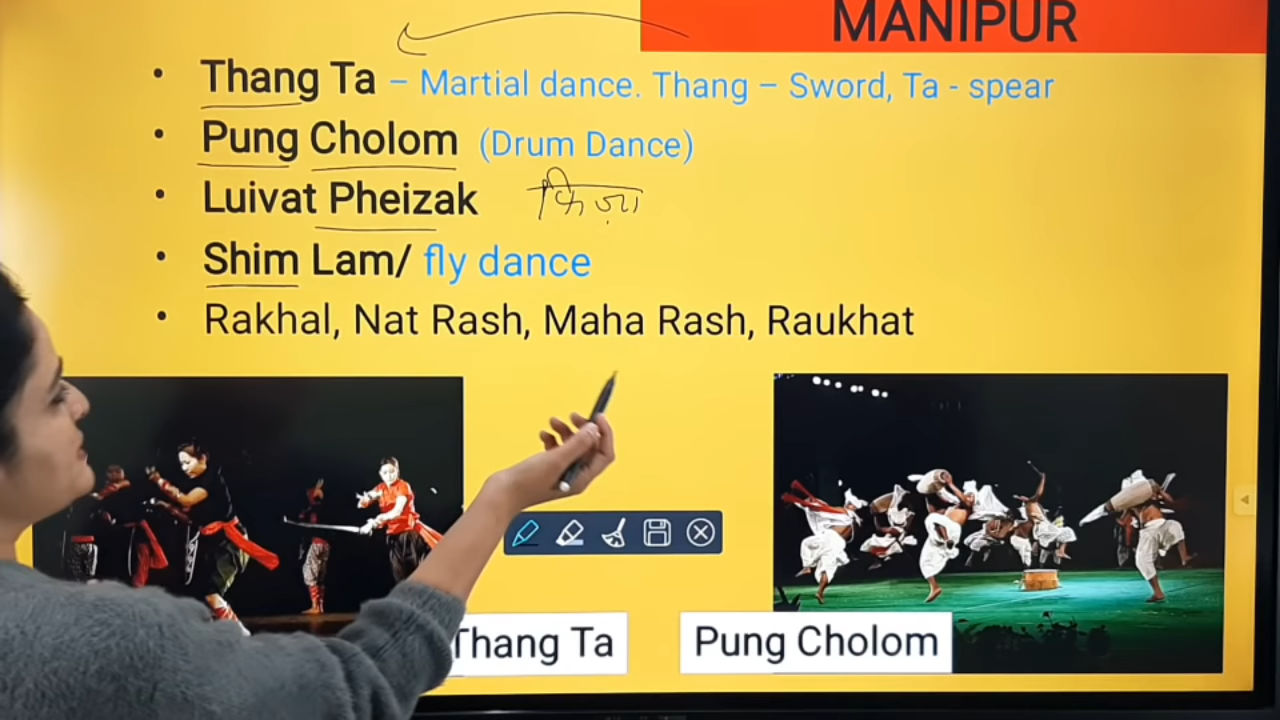 MANIPUR
• Thang Ta – Martial dance. Thang – Sword, Ta - spear
• Pung Cholom (Drum Dance)
• Luivat Pheizak फिज़ा
• Shim Lam/ fly dance
• Rakhal, Nat Rash, Maha Rash, Raukhat
Thang Ta
Pung Cholom